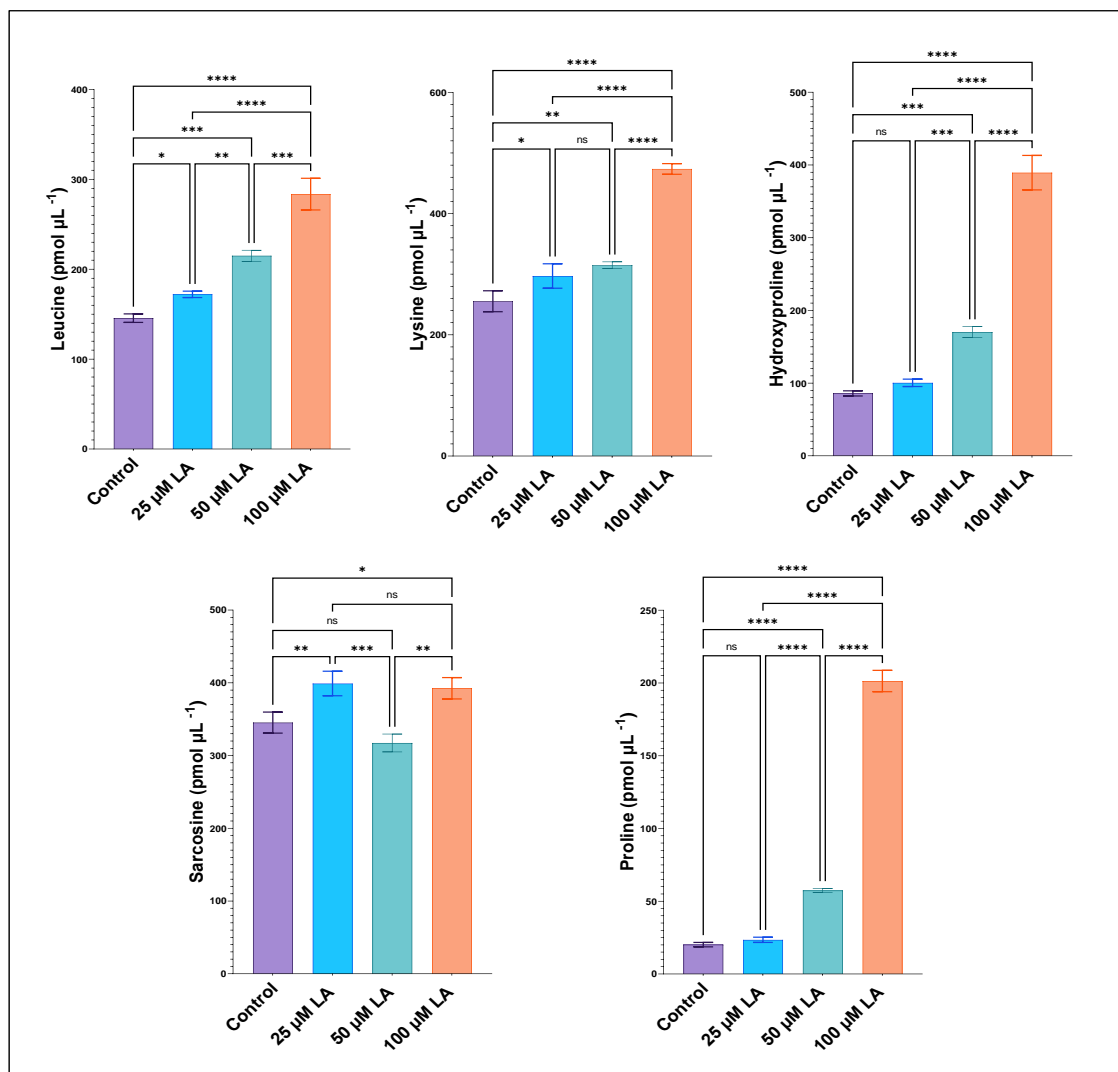 ****
****
***
* ** ***
Leucine (pmol µL ⁻¹)
400
300
200
100
0
Control
25 µM LA
50 µM LA
100 µM LA
****
****
**
* ns ****
Lysine (pmol µL ⁻¹)
600
400
200
0
Control
25 µM LA
50 µM LA
100 µM LA
****
****
***
ns *** ****
Hydroxyproline (pmol µL ⁻¹)
500
400
300
200
100
0
Control
25 µM LA
50 µM LA
100 µM LA
*
ns
ns
** *** **
Sarcosine (pmol µL ⁻¹)
500
400
300
200
100
0
Control
25 µM LA
50 µM LA
100 µM LA
****
****
****
ns **** ****
Proline (pmol µL ⁻¹)
250
200
150
100
50
0
Control
25 µM LA
50 µM LA
100 µM LA